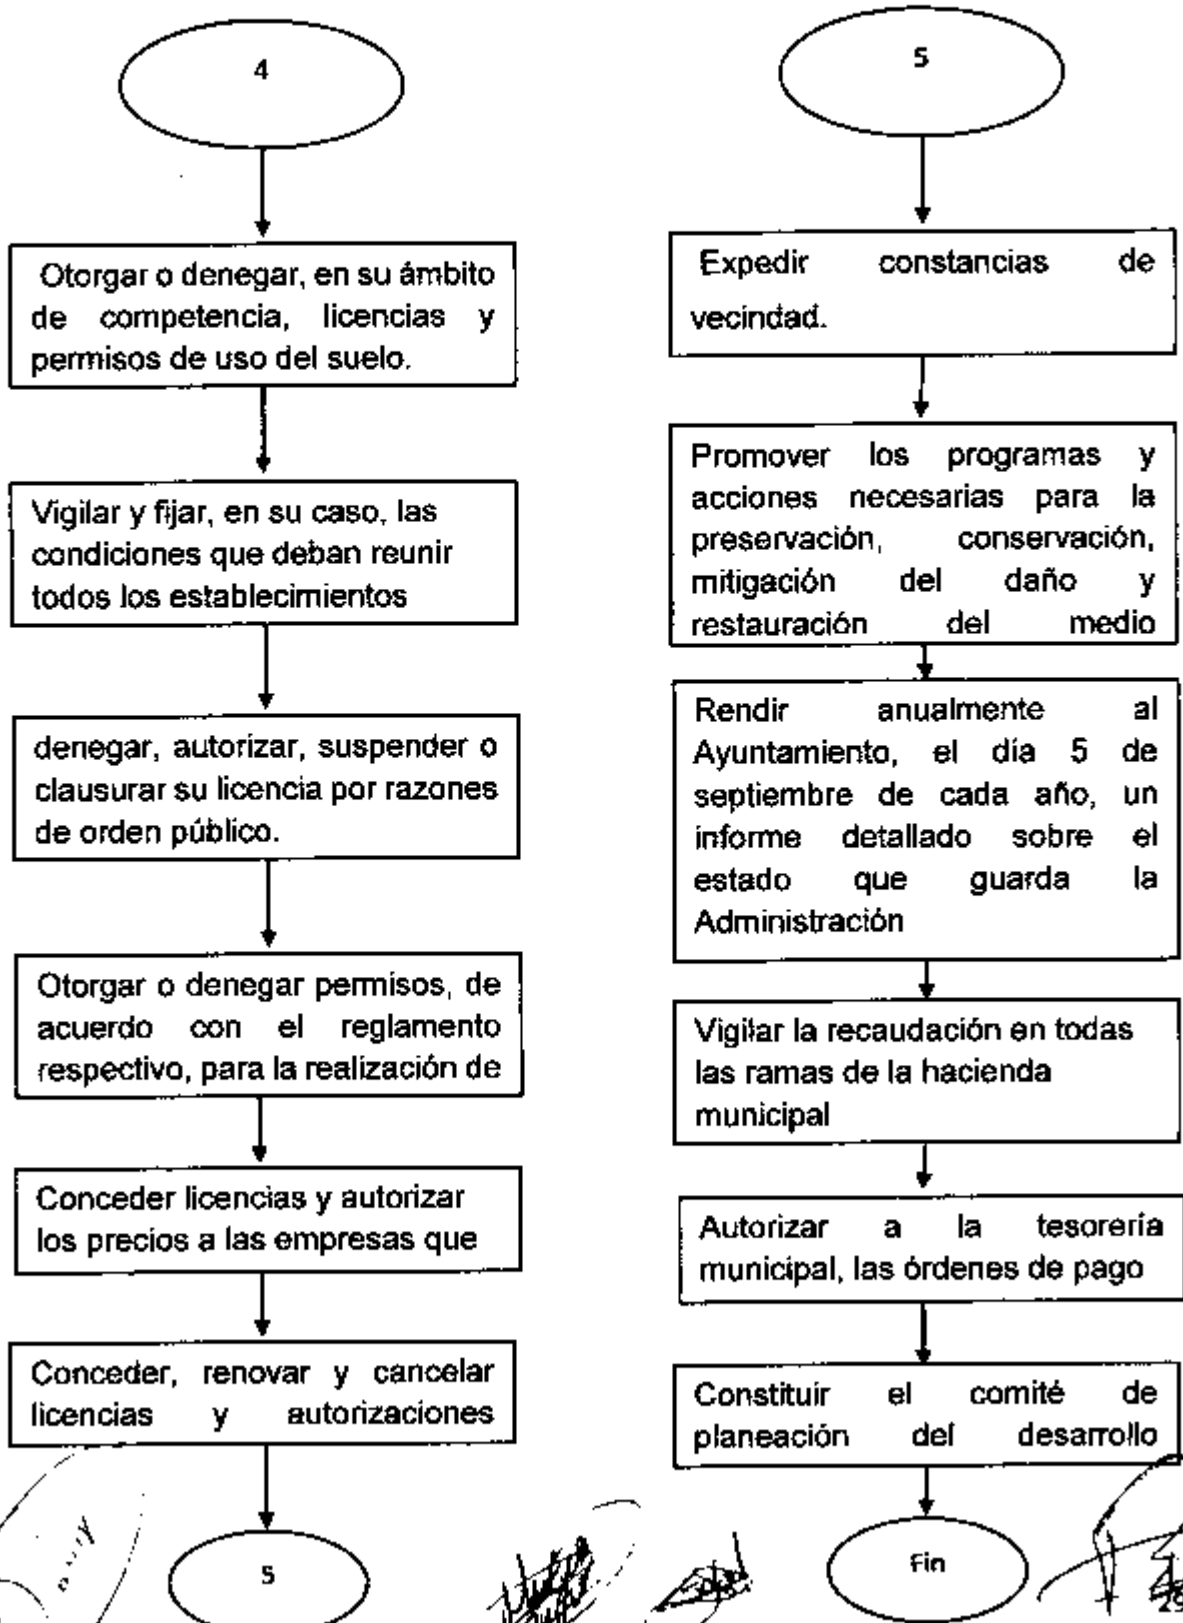 4
Otorgar o denegar, en su ámbito
de competencia, licencias y
permisos de uso del suelo.
Vigilar y fijar, en su caso, las
condiciones que deban reunir
todos los establecimientos
denegar, autorizar, suspender o
clausurar su licencia por razones
de orden público.
Otorgar o denegar permisos, de
acuerdo con el reglamento
respectivo, para la realización de
Conceder licencias y autorizar
los precios a las empresas que
Conceder, renovar y cancelar
licencias y autorizaciones
5
5
Expedir constancias de
vecindad.
Promover los programas y
acciones necesarias para la
preservación, conservación,
mitigación del daño y
restauración del medio
Rendir anualmente al
Ayuntamiento, el día 5 de
septiembre de cada año, un
informe detallado sobre el
estado que guarda la
Administración
Vigilar la recaudación en todas
las ramas de la hacienda
municipal
Autorizar a la tesorería
municipal, las órdenes de pago
Constituir el comité de
planeación del desarrollo
Fin